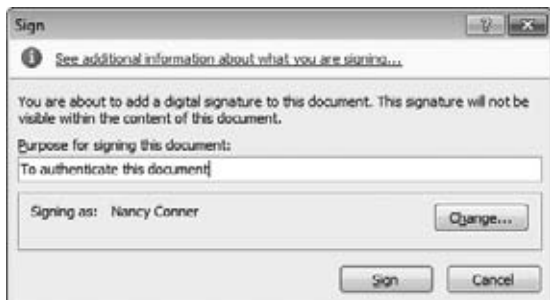 Sign
See additional information about what you are signing...
You are about to add a digital signature to this document. This signature will not be
visible within the content of this document.
Purpose for signing this document:
To authenticate this document
Signing as: Nancy Conner
Change...
Sign Cancel